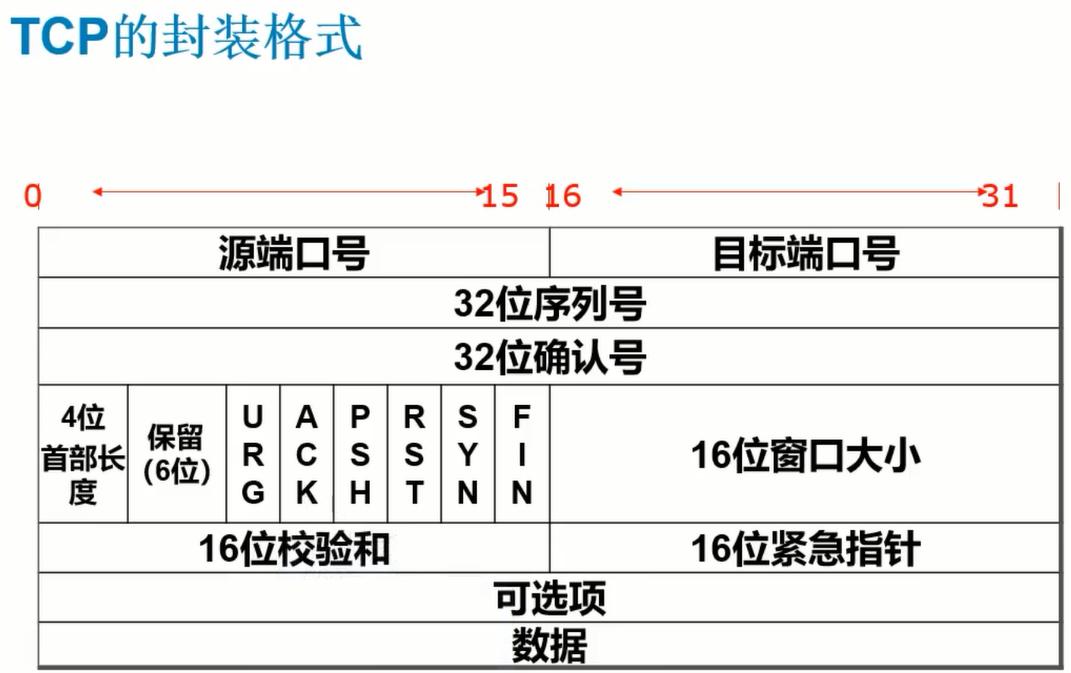 TCP的封装格式
0 15 16 31
源端口号 目标端口号
32位序列号
32位确认号
4位
首部长
度
保留
(6位)
URG
ACK
PSH
RST
SYN
FIN
16位窗口大小
16位校验和 16位紧急指针
可选项
数据